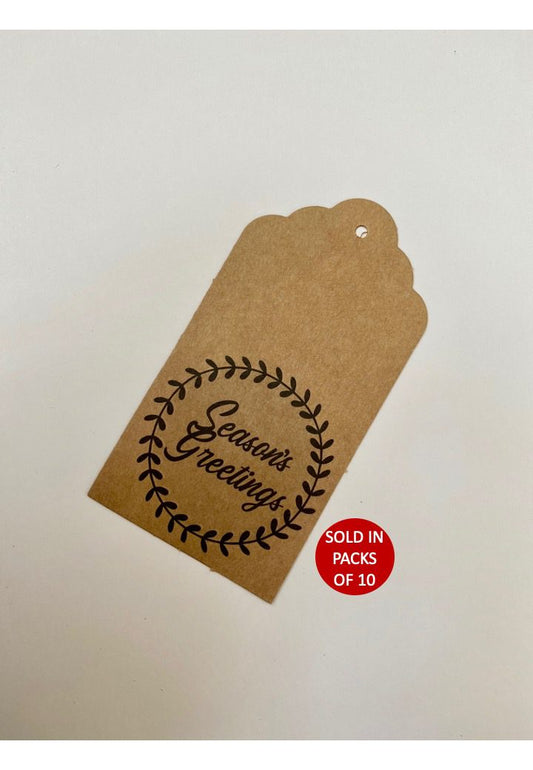 Season's
Greetings
SOLD IN
PACKS
OF 10